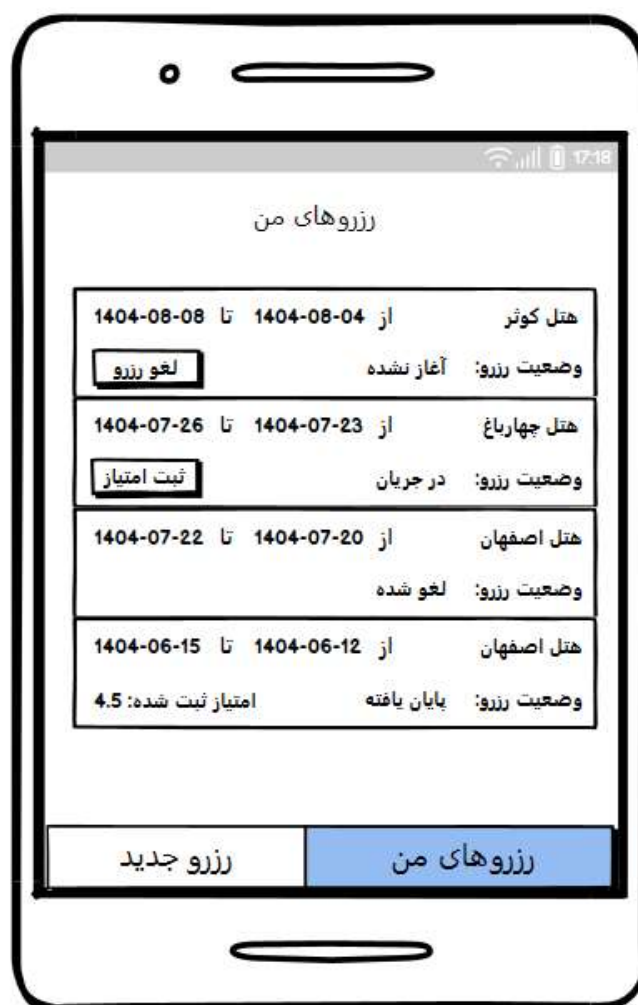 17:18
رزروهای من
هتل کوثر از 1404-08-04 تا 1404-08-08
وضعیت رزرو: آغاز نشده لغو رزرو
هتل چهارباغ از 1404-07-23 تا 1404-07-26
وضعیت رزرو: در جریان ثبت امتیاز
هتل اصفهان از 1404-07-20 تا 1404-07-22
وضعیت رزرو: لغو شده
هتل اصفهان از 1404-06-12 تا 1404-06-15
وضعیت رزرو: پایان یافته امتیاز ثبت شده: 4.5
رزروهای من رزرو جدید